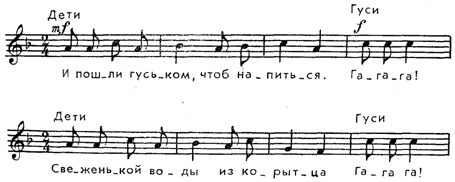 Дети Гуси
mf f
И пош-ли гусь-ком, чтоб на-пить-ся. Га-га-га!
Дети Гуси
Све-жень-кой во-ды из ко-рыт-ца Га-га-га!